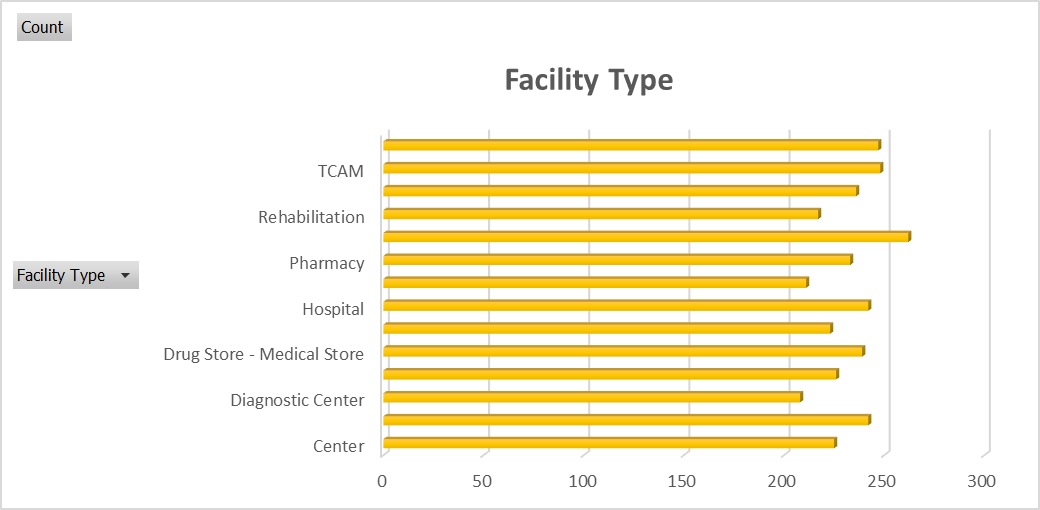 Count
Facility Type
TCAM
Rehabilitation
Pharmacy
Facility Type
Hospital
Drug Store - Medical Store
Diagnostic Center
Center
0 50 100 150 200 250 300